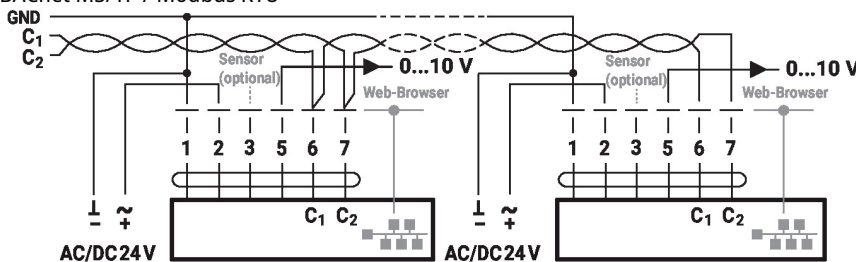 BACnet MS/TP / Modbus RTU
GND
C₁
C₂
Sensor
(optional)
0...10 V
Web-Browser
1 2 3 5 6 7
C₁ C₂
⊥ ~
– +
AC/DC 24 V
Sensor
(optional)
0...10 V
Web-Browser
1 2 3 5 6 7
C₁ C₂
⊥ ~
– +
AC/DC 24 V